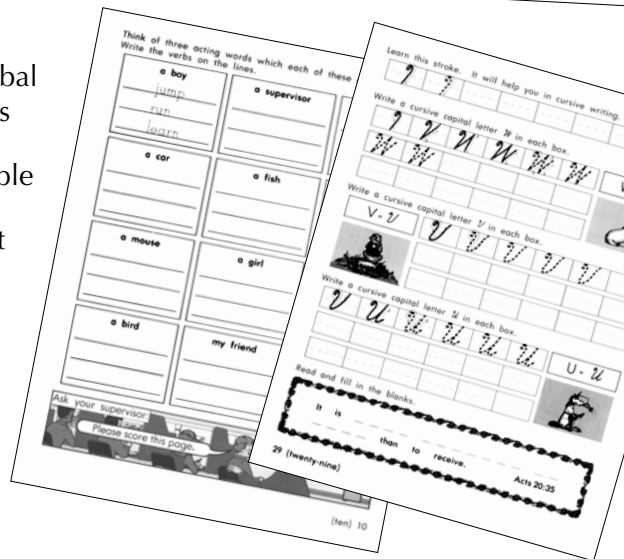 bal
s
ple
t
Think of three acting words which each of these
Write the verbs on the lines.
a boy
jump
run
learn
a supervisor
a car
a fish
a mouse
a girl
a bird
my friend
Ask your supervisor.
Please score this page.
(ten) 10
Learn this stroke. It will help you in cursive writing.
Write a cursive capital letter W in each box.
W W W
W W
Write a cursive capital letter V in each box.
V - V
V V V V V
Write a cursive capital letter U in each box.
V U U U U U
U - U
Read and fill in the blanks.
It is
than to receive.
Acts 20:35
29 (twenty-nine)